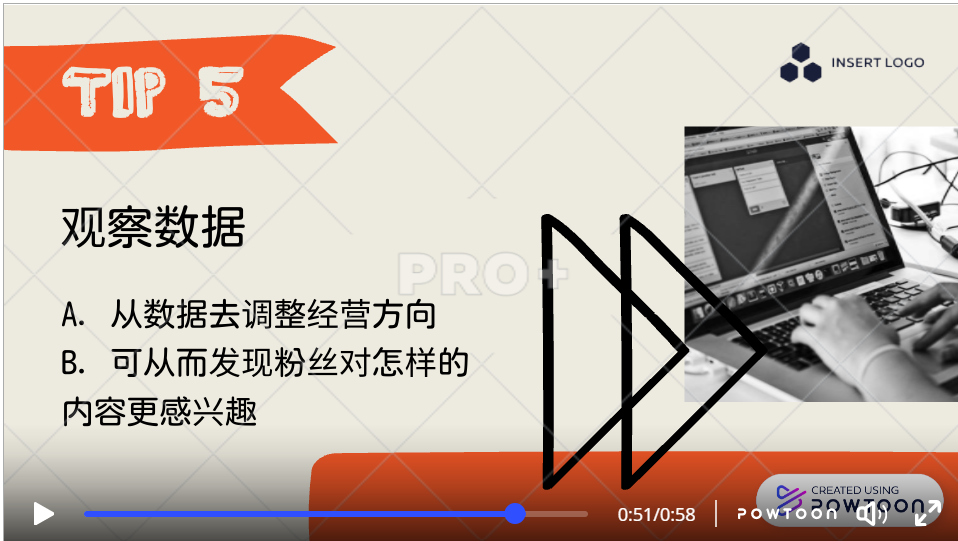 TIP 5
INSERT LOGO
观察数据
PRO+
A. 从数据去调整经营方向
B. 可从而发现粉丝对怎样的
内容更感兴趣
CREATED USING
POWTOON
0:51/0:58
POWTOON